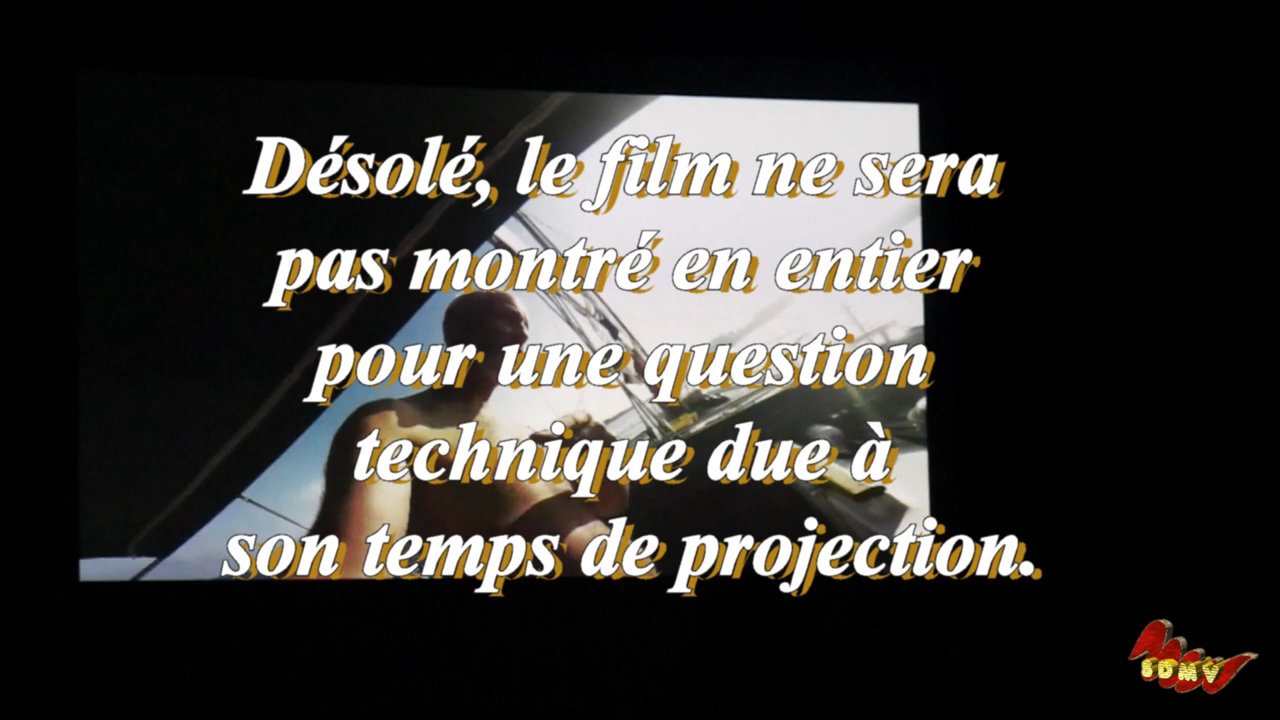 Désolé, le film ne sera
pas montré en entier
pour une question
technique due à
son temps de projection.
SDMV